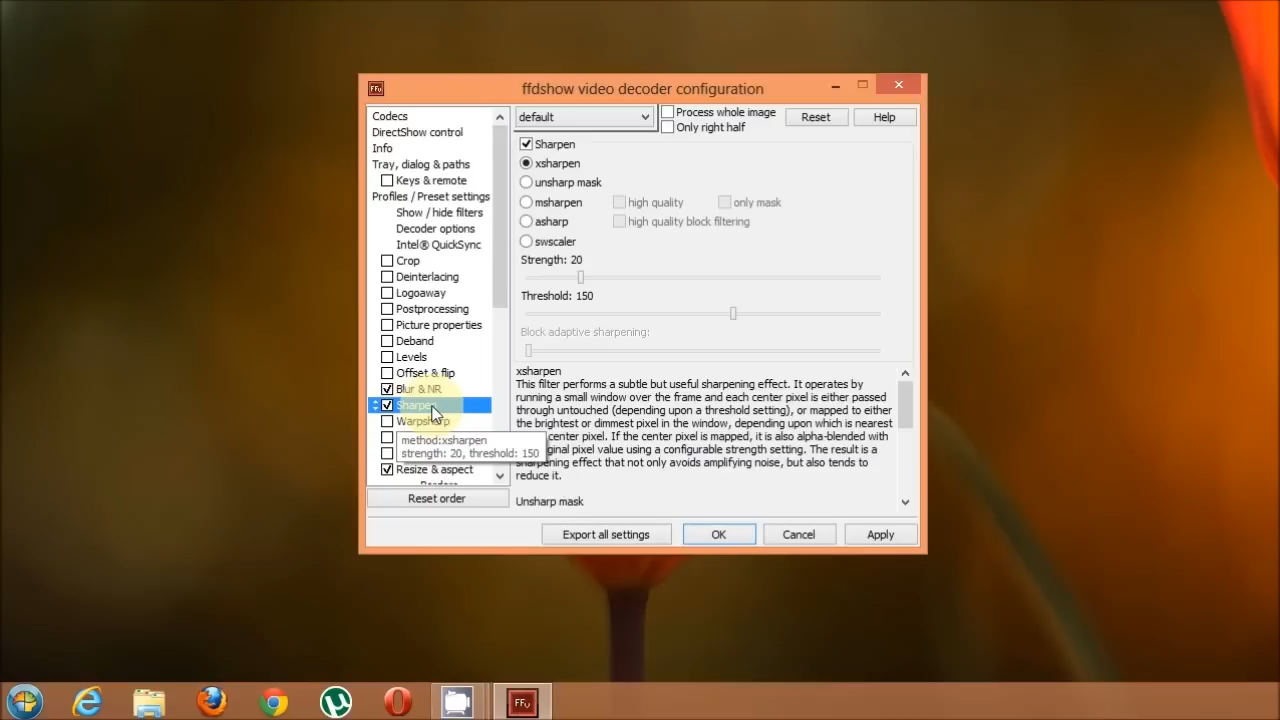 ffdshow video decoder configuration
Codecs
DirectShow control
Info
Tray, dialog & paths
Keys & remote
Profiles / Preset settings
Show / hide filters
Decoder options
Intel® QuickSync
Crop
Deinterlacing
Logoaway
Postprocessing
Picture properties
Deband
Levels
Offset & flip
Blur & NR
Sharpen
Warpsharp
method:xsharpen
strength: 20, threshold: 150
Resize & aspect
Reset order
default
Process whole image
Only right half
Reset
Help
Sharpen
xsharpen
unsharp mask
msharpen
high quality
only mask
asharp
high quality block filtering
swscaler
Strength: 20
Threshold: 150
Block adaptive sharpening:
xsharpen
This filter performs a subtle but useful sharpening effect. It operates by
running a small window over the frame and each center pixel is either passed
through untouched (depending upon a threshold setting), or mapped to either
the brightest or dimmest pixel in the window, depending upon which is nearest
center pixel. If the center pixel is mapped, it is also alpha-blended with
ginal pixel value using a configurable strength setting. The result is a
sharpening effect that not only avoids amplifying noise, but also tends to
reduce it.
Unsharp mask
Export all settings
OK
Cancel
Apply